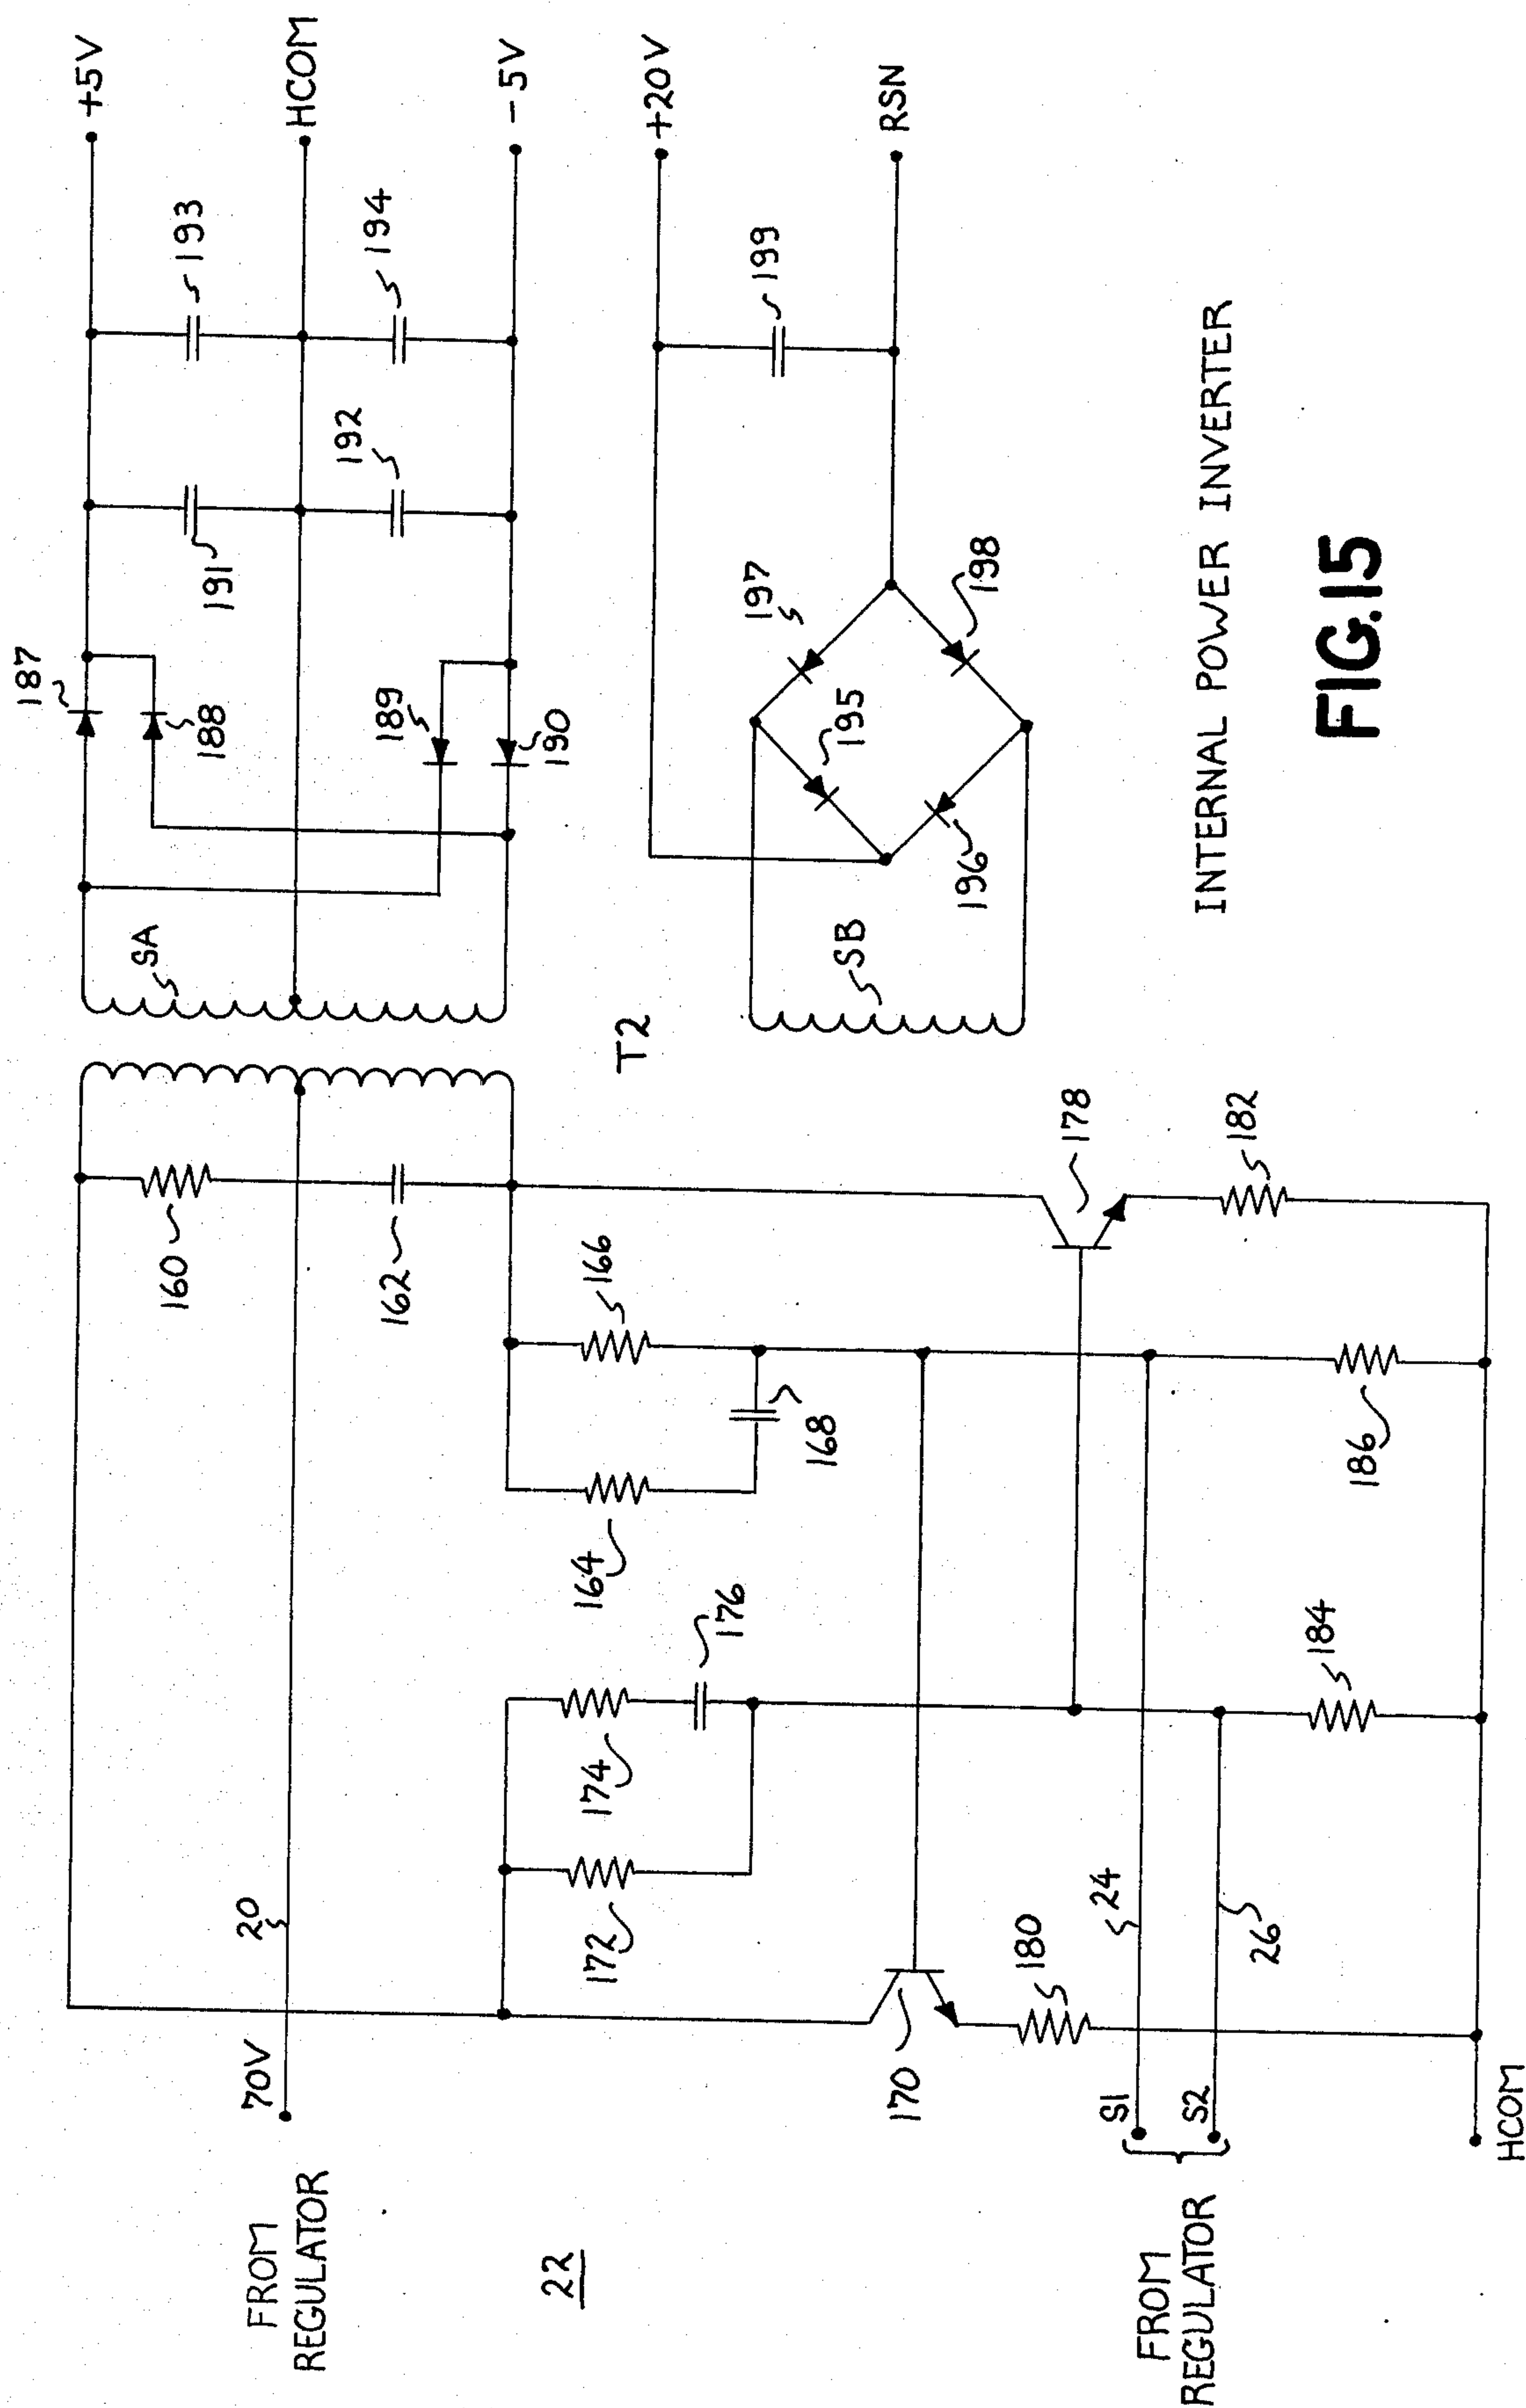 +5V
187
SA
188
191
193
HCOM
160
162
189
190
192
194
-5V
FROM
REGULATOR
70V
20
T2
+20V
22
172
174
176
164
166
168
SB
195
196
197
198
199
RSN
170
178
180
182
FROM
REGULATOR
S1
S2
24
26
184
186
HCOM
INTERNAL POWER INVERTER
FIG.15